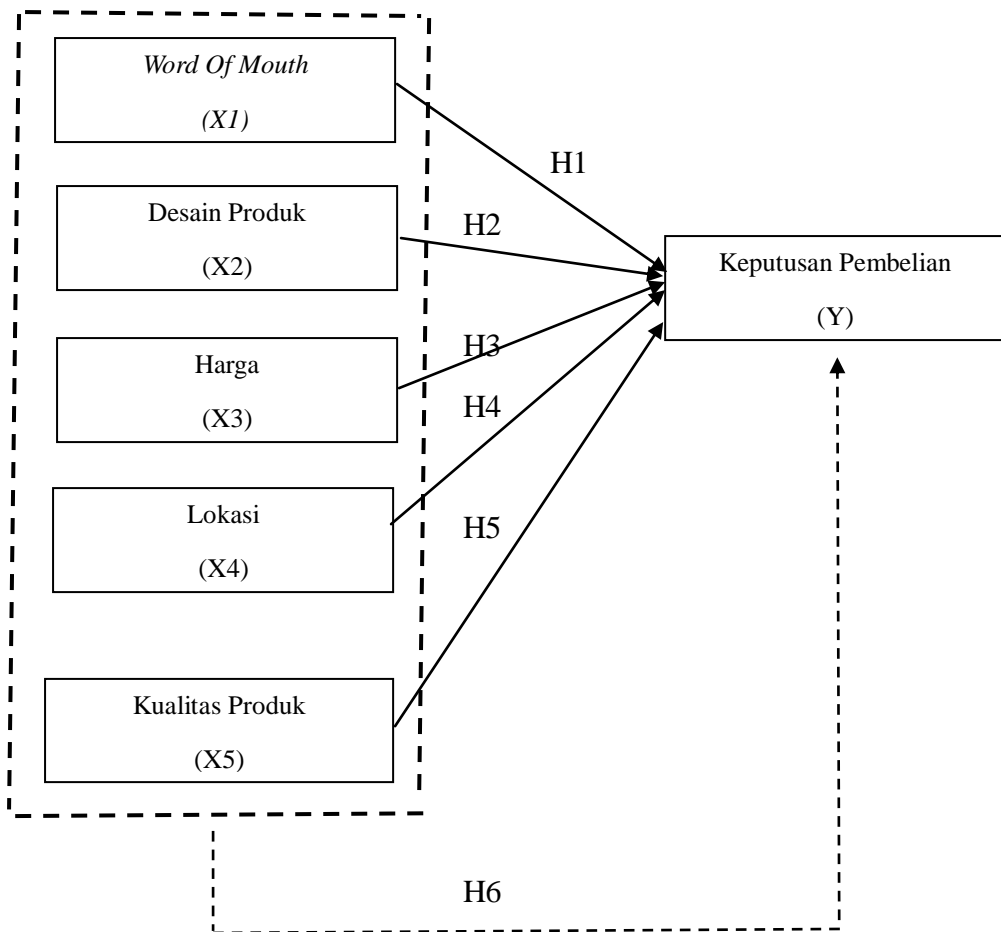 Word Of Mouth
(X1)
H1
Desain Produk
(X2)
H2
Keputusan Pembelian
(Y)
Harga
(X3)
H3
H4
Lokasi
(X4)
H5
Kualitas Produk
(X5)
H6